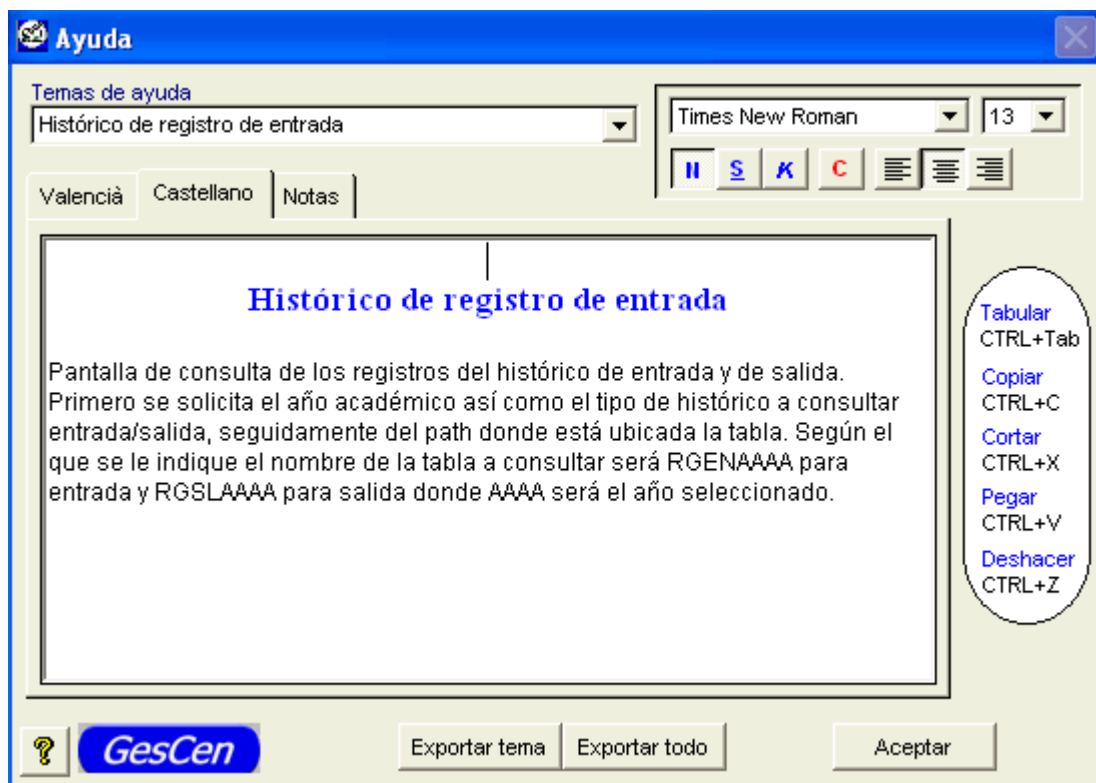 Ayuda
Temas de ayuda
Histórico de registro de entrada
Times New Roman
13
N S K C
Valencià
Castellano
Notas
Histórico de registro de entrada
Pantalla de consulta de los registros del histórico de entrada y de salida.
Primero se solicita el año académico así como el tipo de histórico a consultar
entrada/salida, seguidamente del path donde está ubicada la tabla. Según el
que se le indique el nombre de la tabla a consultar será RGENAAAA para
entrada y RGSLAAAA para salida donde AAAA será el año seleccionado.
Tabular
CTRL+Tab
Copiar
CTRL+C
Cortar
CTRL+X
Pegar
CTRL+V
Deshacer
CTRL+Z
?
GesCen
Exportar tema
Exportar todo
Aceptar